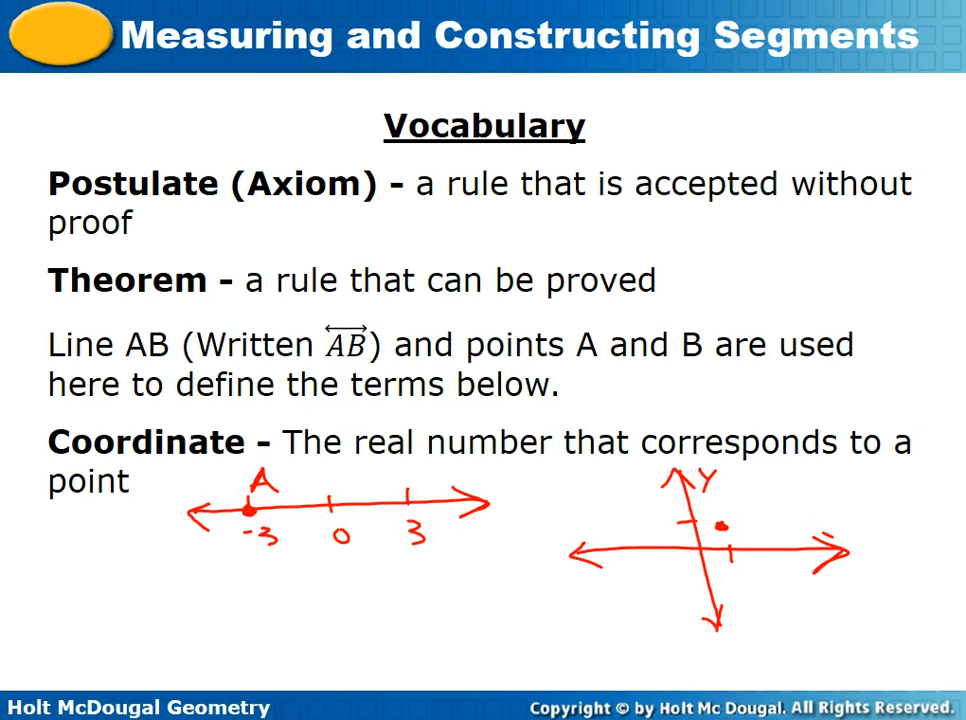 Measuring and Constructing Segments
Vocabulary
Postulate (Axiom) - a rule that is accepted without
proof
Theorem - a rule that can be proved
Line AB (Written \overleftrightarrow{AB}) and points A and B are used
here to define the terms below.
Coordinate - The real number that corresponds to a
point
A
-3 0 3
Y
Holt McDougal Geometry
Copyright © by Holt Mc Dougal. All Rights Reserved.